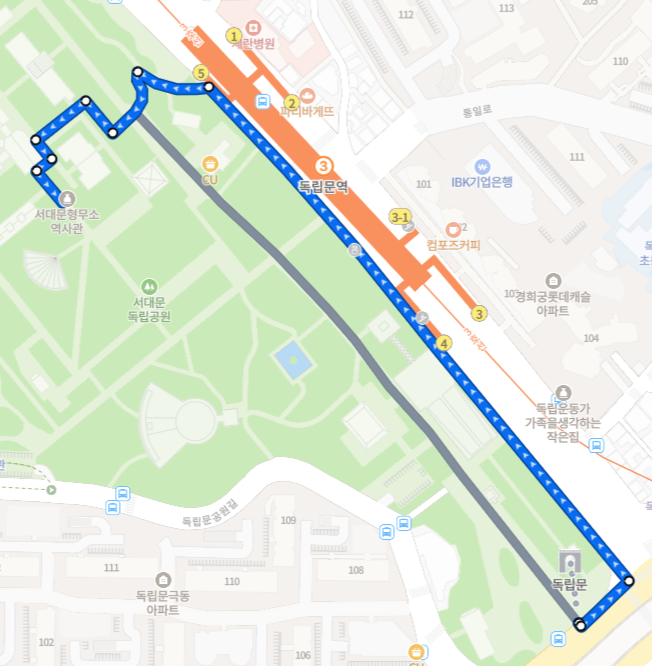 112
113
205
110
1
세란병원
5
2
파리바게뜨
통일로
CU
3
독립문역
101
IBK기업은행
111
3-1
컴포즈커피
서대문형무소
역사관
서대문
독립공원
경희궁롯데캐슬
아파트
3
104
4
독립운동가
가족을생각하는
작은집
독립문공원길
109
111
110
108
독립문
독립문극동
아파트
102
106
CU